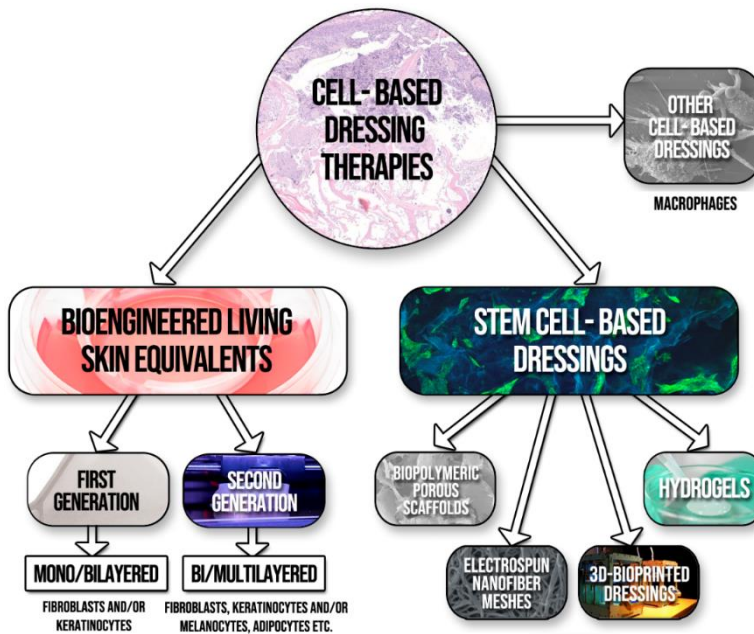 CELL- BASED
DRESSING
THERAPIES
OTHER
CELL- BASED
DRESSINGS
MACROPHAGES
BIOENGINEERED LIVING
SKIN EQUIVALENTS
STEM CELL- BASED
DRESSINGS
FIRST
GENERATION
SECOND
GENERATION
BIOPOLYMERIC
POROUS
SCAFFOLDS
HYDROGELS
MONO/BILAYERED
BI/MULTILAYERED
ELECTROSPUN
NANOFIBER
MESHES
3D-BIOPRINTED
DRESSINGS
FIBROBLASTS AND/OR
KERATINOCYTES
FIBROBLASTS, KERATINOCYTES AND/OR
MELANOCYTES, ADIPOCYTES ETC.